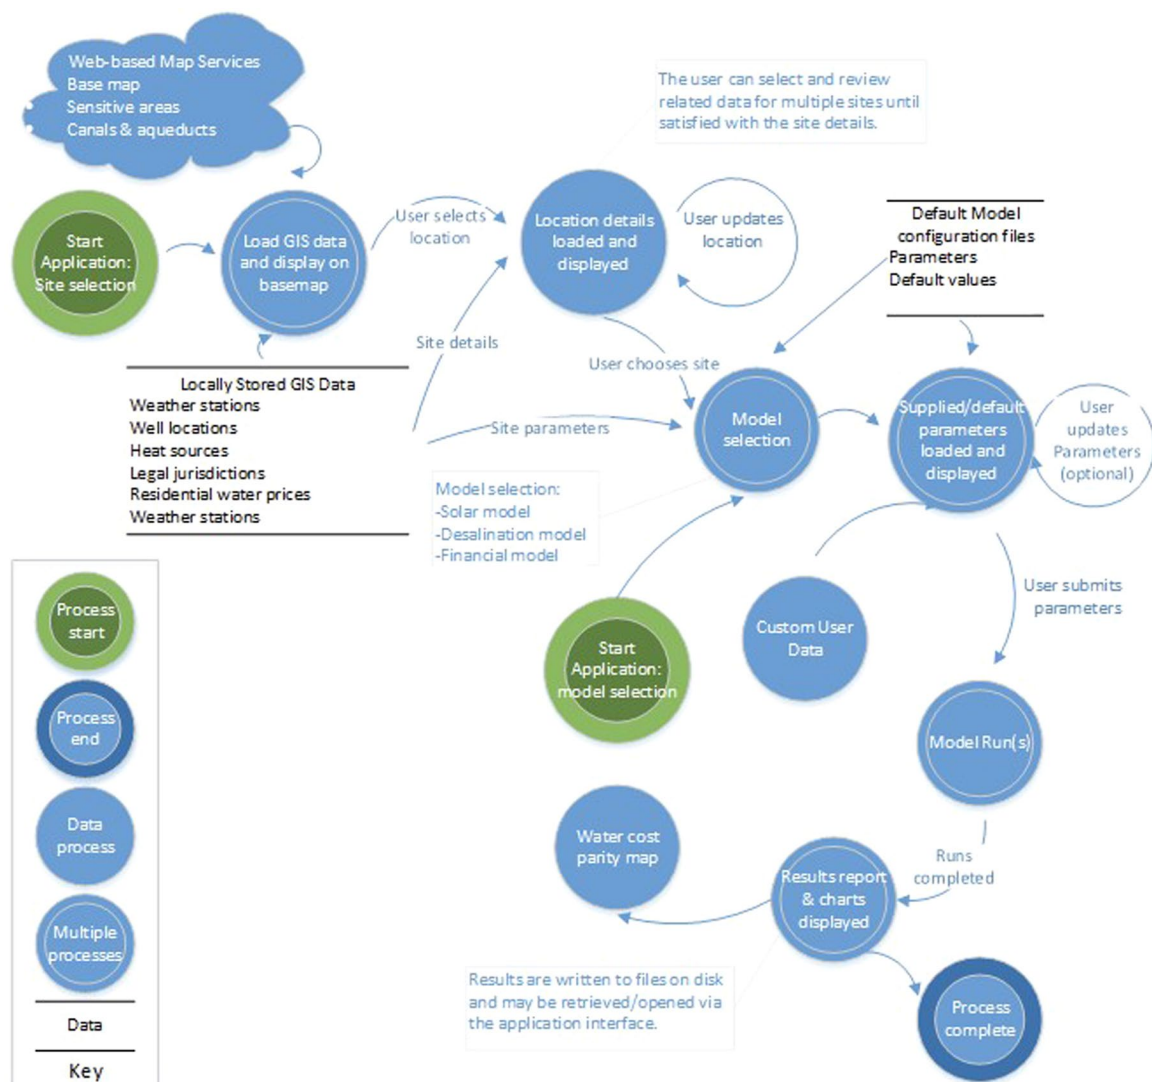 Web-based Map Services
Base map
Sensitive areas
Canals & aqueducts
The user can select and review
related data for multiple sites until
satisfied with the site details.
Start
Application:
Site selection
Load GIS data
and display on
basemap
User selects
location
Location details
loaded and
displayed
User updates
location
Default Model
configuration files
Parameters
Default values
Site details
User chooses site
Locally Stored GIS Data
Weather stations
Well locations
Heat sources
Legal jurisdictions
Residential water prices
Weather stations
Site parameters
Model
selection
Supplied/default
parameters
loaded and
displayed
User
updates
Parameters
(optional)
Model selection:
-Solar model
-Desalination model
-Financial model
Start
Application:
model selection
Custom User
Data
User submits
parameters
Model Run(s)
Runs
completed
Water cost
parity map
Results report
& charts
displayed
Results are written to files on disk
and may be retrieved/opened via
the application interface.
Process
complete
Process
start
Process
end
Data
process
Multiple
processes
Data
Key